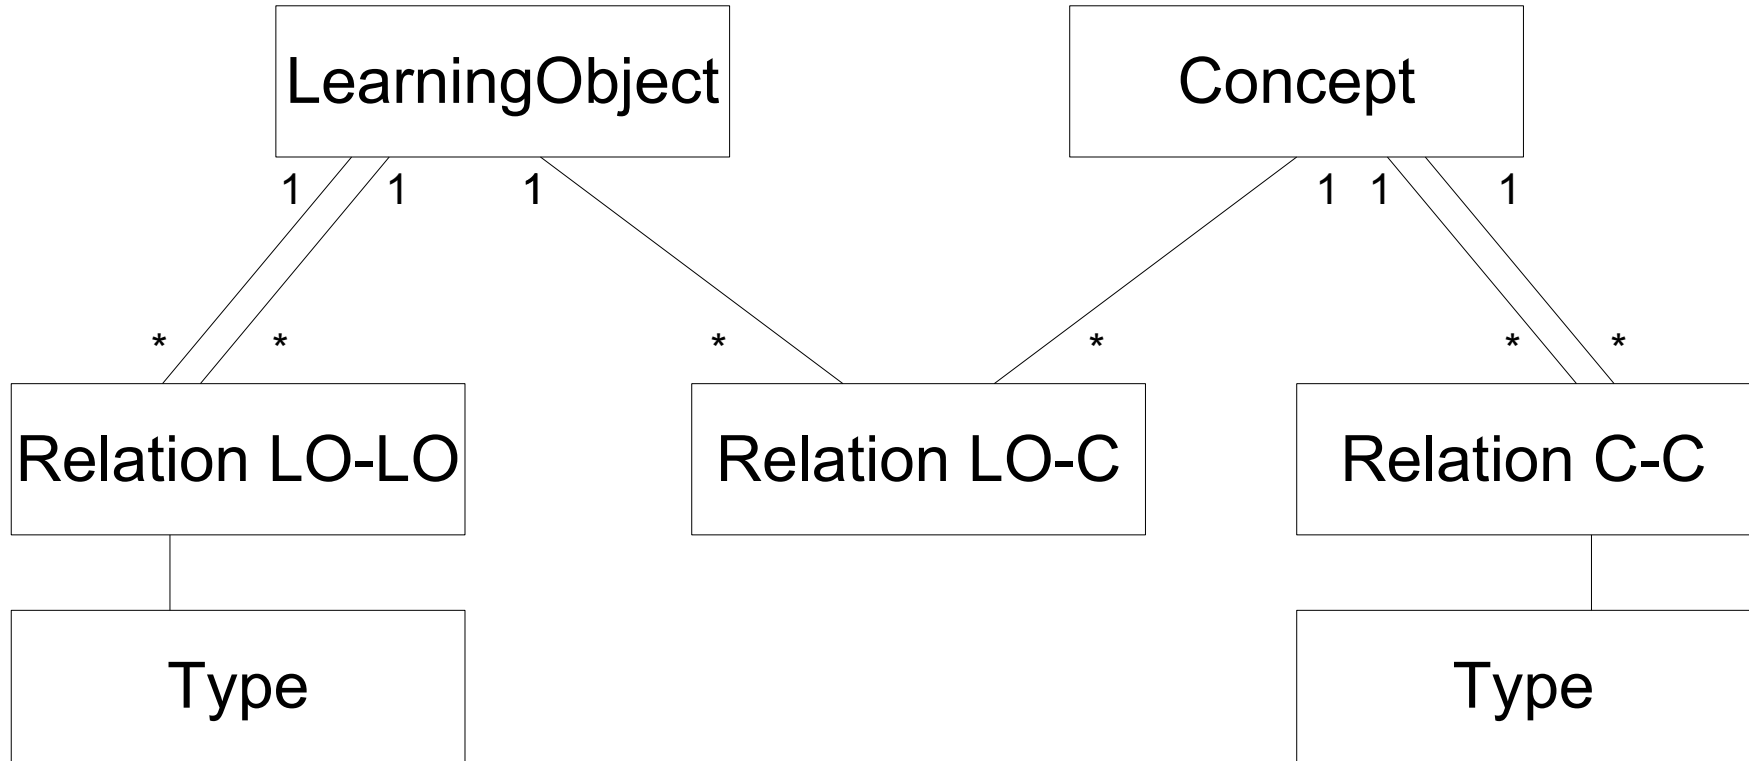 LearningObject
Concept
1 1 1 1 1 1
* * * * * *
Relation LO-LO
Relation LO-C
Relation C-C
Type
Type